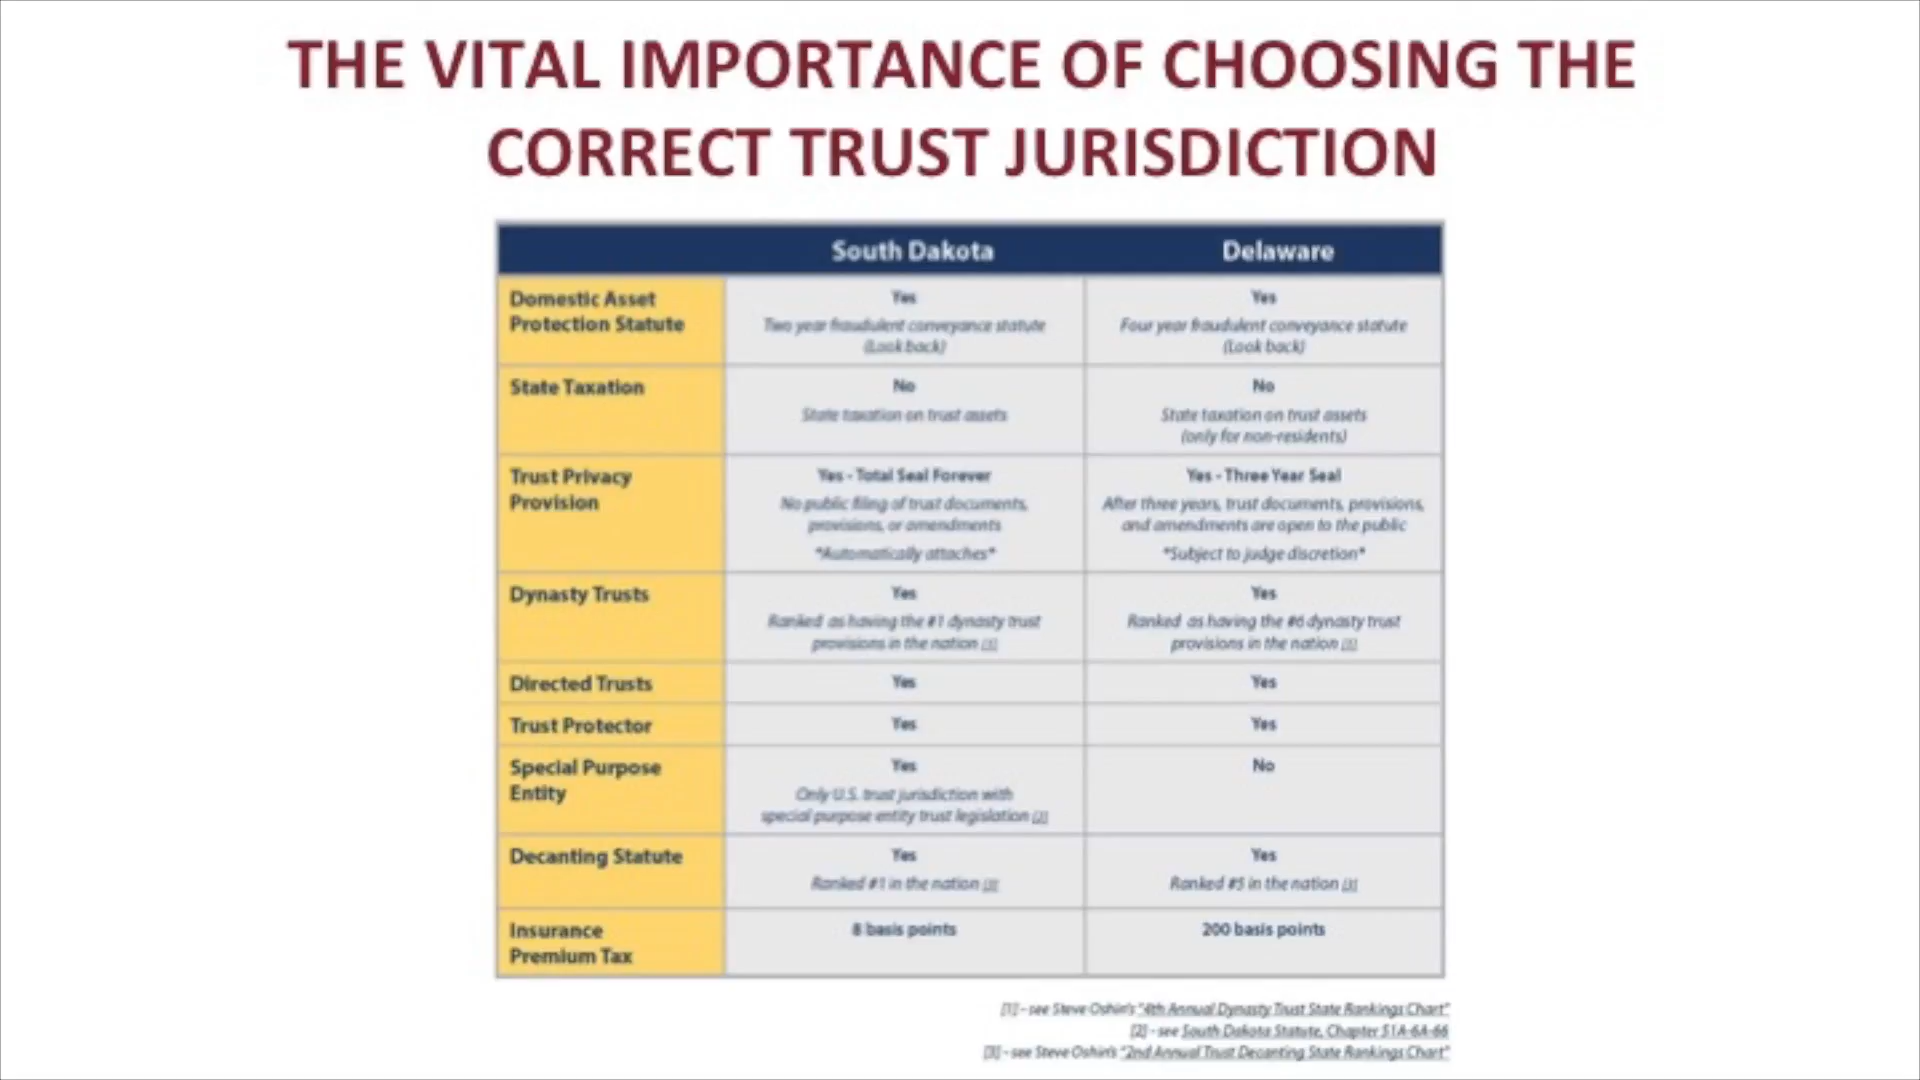 THE VITAL IMPORTANCE OF CHOOSING THE
CORRECT TRUST JURISDICTION
South Dakota Delaware
Domestic Asset
Protection Statute
Yes
Two year fraudulent conveyance statute
(Look back)
Yes
Four year fraudulent conveyance statute
(Look back)
State Taxation
No
State taxation on trust assets
No
State taxation on trust assets
(only for non-residents)
Trust Privacy
Provision
Yes - Total Seal Forever
No public filing of trust documents,
provisions, or amendments
*Automatically attaches*
Yes - Three Year Seal
After three years, trust documents, provisions,
and amendments are open to the public
*Subject to judge discretion*
Dynasty Trusts
Yes
Ranked as having the #1 dynasty trust
provisions in the nation [1]
Yes
Ranked as having the #6 dynasty trust
provisions in the nation [1]
Directed Trusts
Yes
Yes
Trust Protector
Yes
Yes
Special Purpose
Entity
Yes
Only U.S. trust jurisdiction with
special purpose entity trust legislation [2]
No
Decanting Statute
Yes
Ranked #1 in the nation [3]
Yes
Ranked #5 in the nation [3]
Insurance
Premium Tax
8 basis points
200 basis points
[1] - see Steve Oshin's "4th Annual Dynasty Trust State Rankings Chart"
[2] - see South Dakota Statute, Chapter 51A-6A-66
[3] - see Steve Oshin's "2nd Annual Trust Decanting State Rankings Chart"